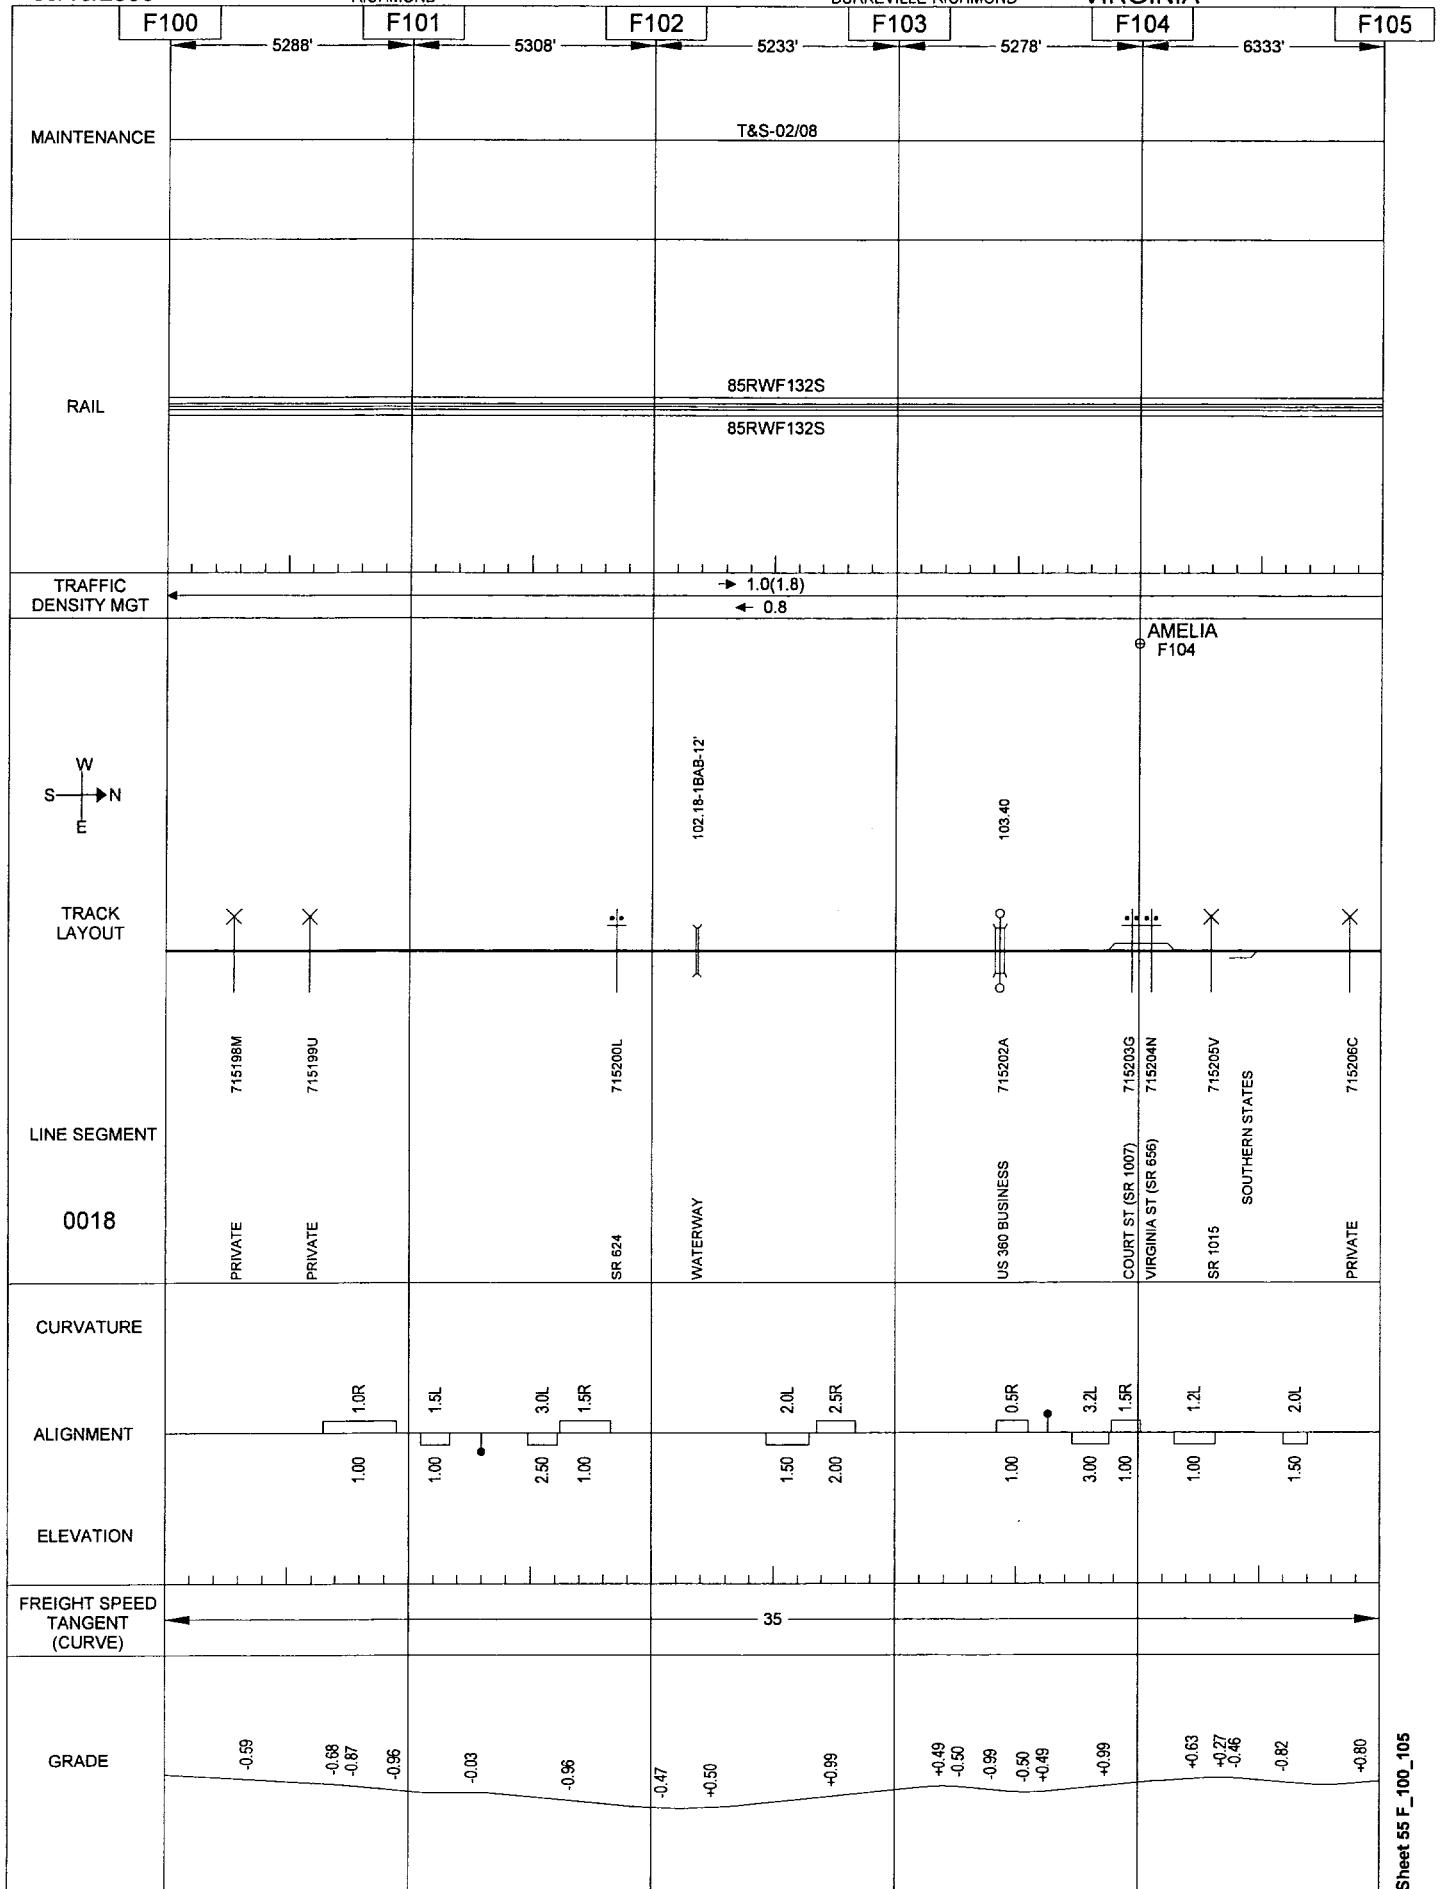 RICHMOND
BURKEVILLE-RICHMOND
VIRGINIA
F100 F101 F102 F103 F104 F105
5288' 5308' 5233' 5278' 6333'
MAINTENANCE
T&S-02/08
RAIL
85RWF132S
85RWF132S
TRAFFIC
DENSITY MGT
1.0(1.8)
0.8
AMELIA
F104
W
S N
E
102.18-1BAB-12'
103.40
TRACK
LAYOUT
715198M
715199U
715200L
715202A
715203G
715204N
715205V
715206C
LINE SEGMENT
0018
PRIVATE
PRIVATE
SR 624
WATERWAY
US 360 BUSINESS
COURT ST (SR 1007)
VIRGINIA ST (SR 656)
SR 1015
SOUTHERN STATES
PRIVATE
CURVATURE
1.0R 1.5L 3.0L 1.5R 2.0L 2.5R 0.5R 3.2L 1.5R 1.2L 2.0L
ALIGNMENT
1.00 1.00 2.50 1.00 1.50 2.00 1.00 3.00 1.00 1.00 1.50
ELEVATION
FREIGHT SPEED
TANGENT
(CURVE)
35
GRADE
-0.59 -0.68 -0.87 -0.96 -0.03 -0.96 -0.47 +0.50 +0.99 +0.49 -0.50 -0.99 -0.50 +0.49 +0.99 +0.63 +0.27 -0.46 -0.82 +0.80
Sheet 55 F_100_105